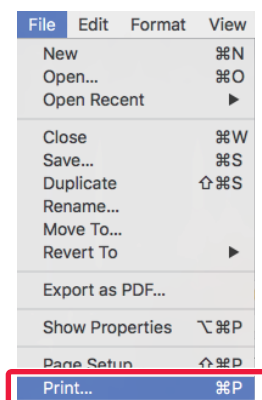 File Edit Format View
New ⌘N
Open... ⌘O
Open Recent ▶
Close ⌘W
Save... ⌘S
Duplicate ⇧⌘S
Rename...
Move To...
Revert To ▶
Export as PDF...
Show Properties ⌥⌘P
Page Setup ⇧⌘P
Print... ⌘P